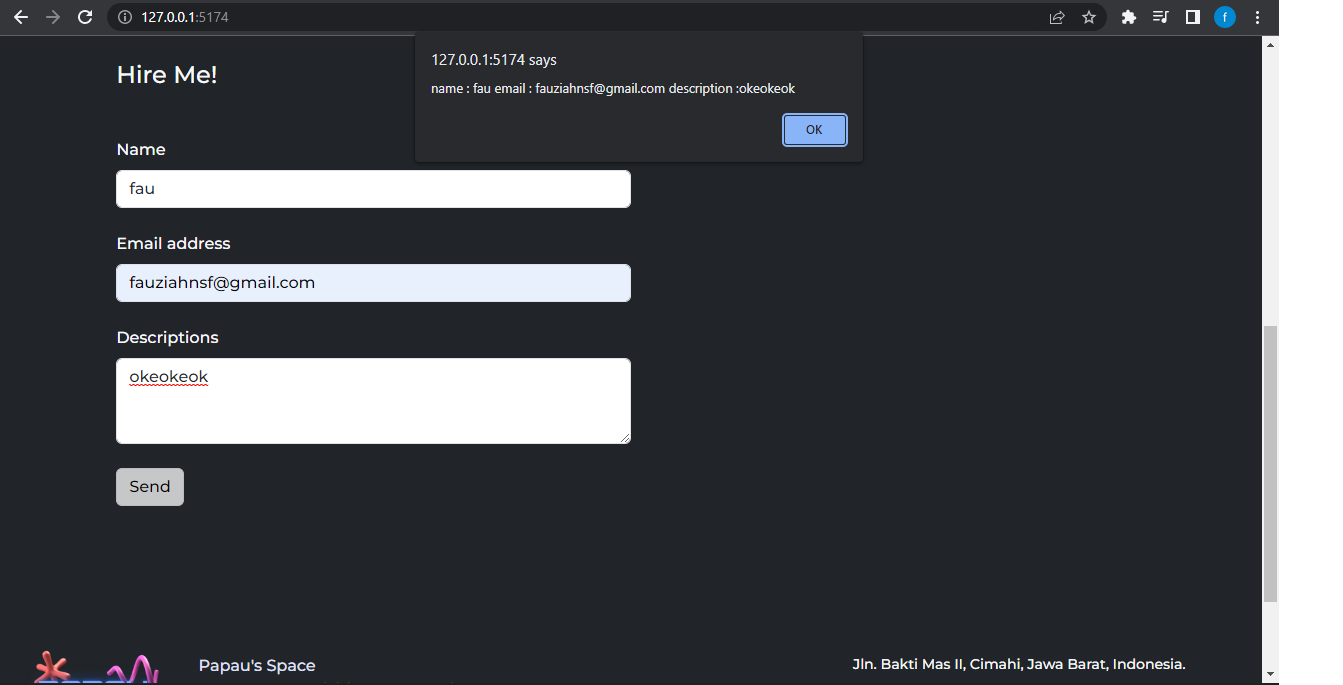 127.0.0.1:5174
f
127.0.0.1:5174 says
name : fau email : fauziahnsf@gmail.com description :okeokeok
OK
Hire Me!
Name
fau
Email address
fauziahnsf@gmail.com
Descriptions
okeokeok
Send
Papau's Space
Jln. Bakti Mas II, Cimahi, Jawa Barat, Indonesia.